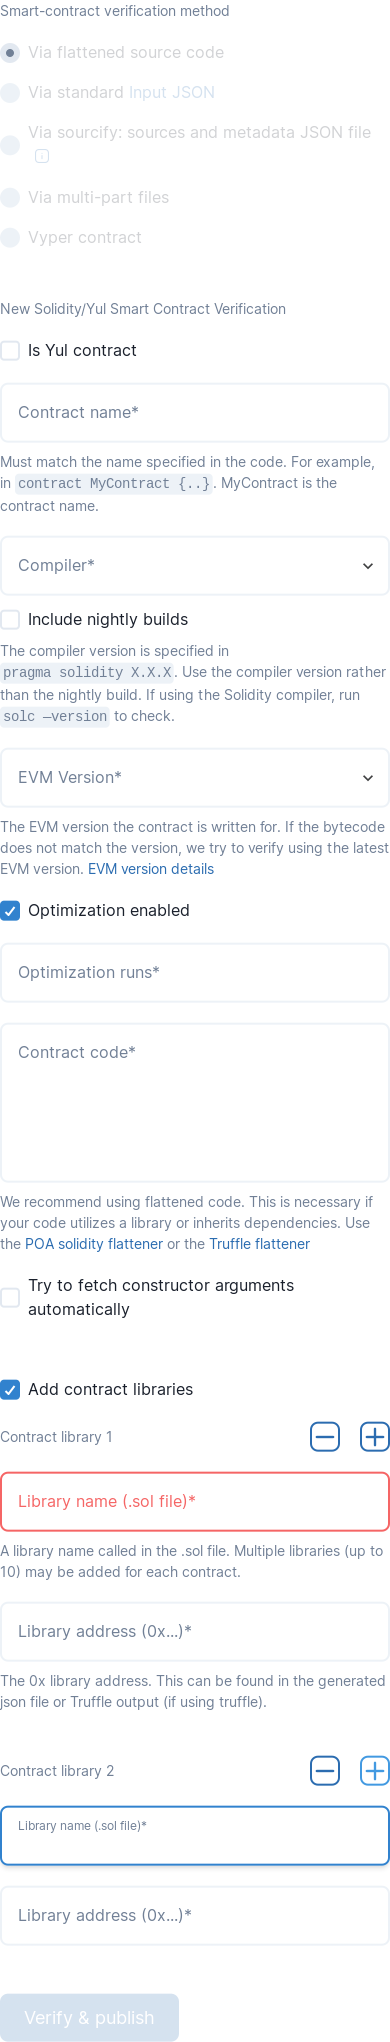 Smart-contract verification method
Via flattened source code
Via standard Input JSON
Via sourcify: sources and metadata JSON file
Via multi-part files
Vyper contract
New Solidity/Yul Smart Contract Verification
Is Yul contract
Contract name*
Must match the name specified in the code. For example,
in contract MyContract {..}. MyContract is the
contract name.
Compiler*
Include nightly builds
The compiler version is specified in
pragma solidity X.X.X. Use the compiler version rather
than the nightly build. If using the Solidity compiler, run
solc —version to check.
EVM Version*
The EVM version the contract is written for. If the bytecode
does not match the version, we try to verify using the latest
EVM version. EVM version details
Optimization enabled
Optimization runs*
Contract code*
We recommend using flattened code. This is necessary if
your code utilizes a library or inherits dependencies. Use
the POA solidity flattener or the Truffle flattener
Try to fetch constructor arguments
automatically
Add contract libraries
Contract library 1
Library name (.sol file)*
A library name called in the .sol file. Multiple libraries (up to
10) may be added for each contract.
Library address (0x...)*
The 0x library address. This can be found in the generated
json file or Truffle output (if using truffle).
Contract library 2
Library name (.sol file)*
Library address (0x...)*
Verify & publish